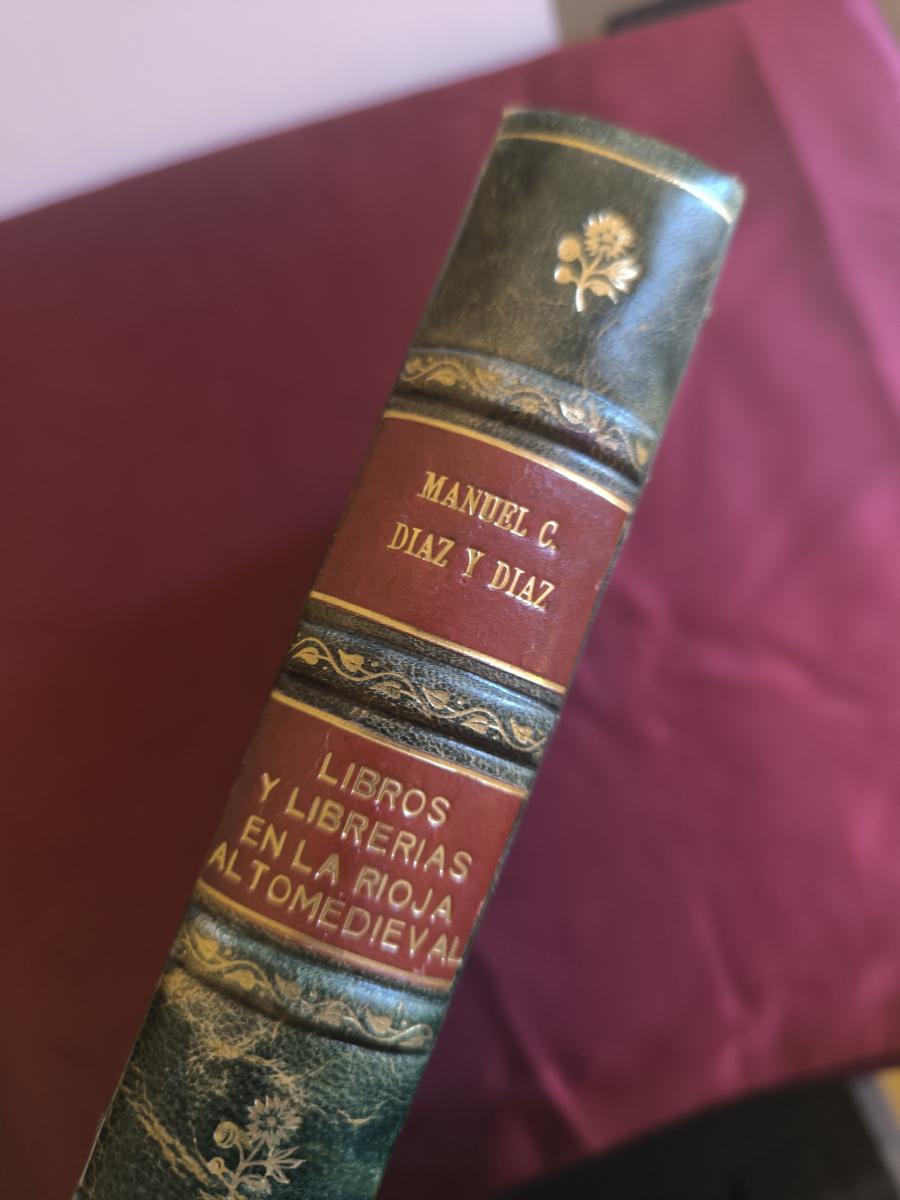 MANUEL C.
DIAZ Y DIAZ
LIBROS
Y LIBRERIAS
EN LA RIOJA
ALTOMEDIEVAL